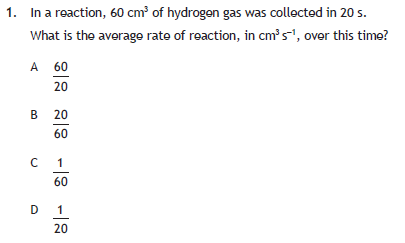 1. In a reaction, 60 cm³ of hydrogen gas was collected in 20 s.
What is the average rate of reaction, in cm³ s⁻¹, over this time?
A 60
20
B 20
60
C 1
60
D 1
20